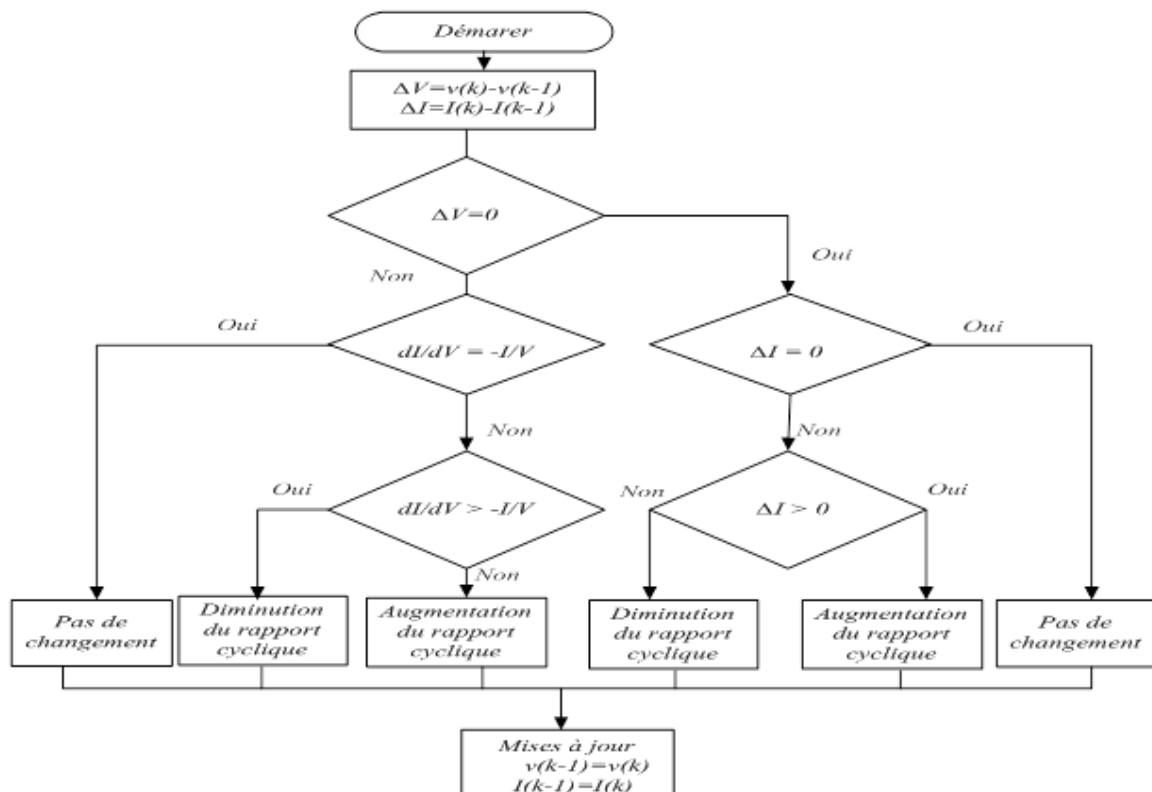 Démarer
ΔV=v(k)-v(k-1)
ΔI=I(k)-I(k-1)
ΔV=0
Oui
Non
Oui
dI/dV = -I/V
ΔI = 0
Oui
Non
Non
Oui
dI/dV > -I/V
Non
ΔI > 0
Oui
Non
Pas de
changement
Diminution
du rapport
cyclique
Augmentation
du rapport
cyclique
Diminution
du rapport
cyclique
Augmentation
du rapport
cyclique
Pas de
changement
Mises à jour
v(k-1)=v(k)
I(k-1)=I(k)